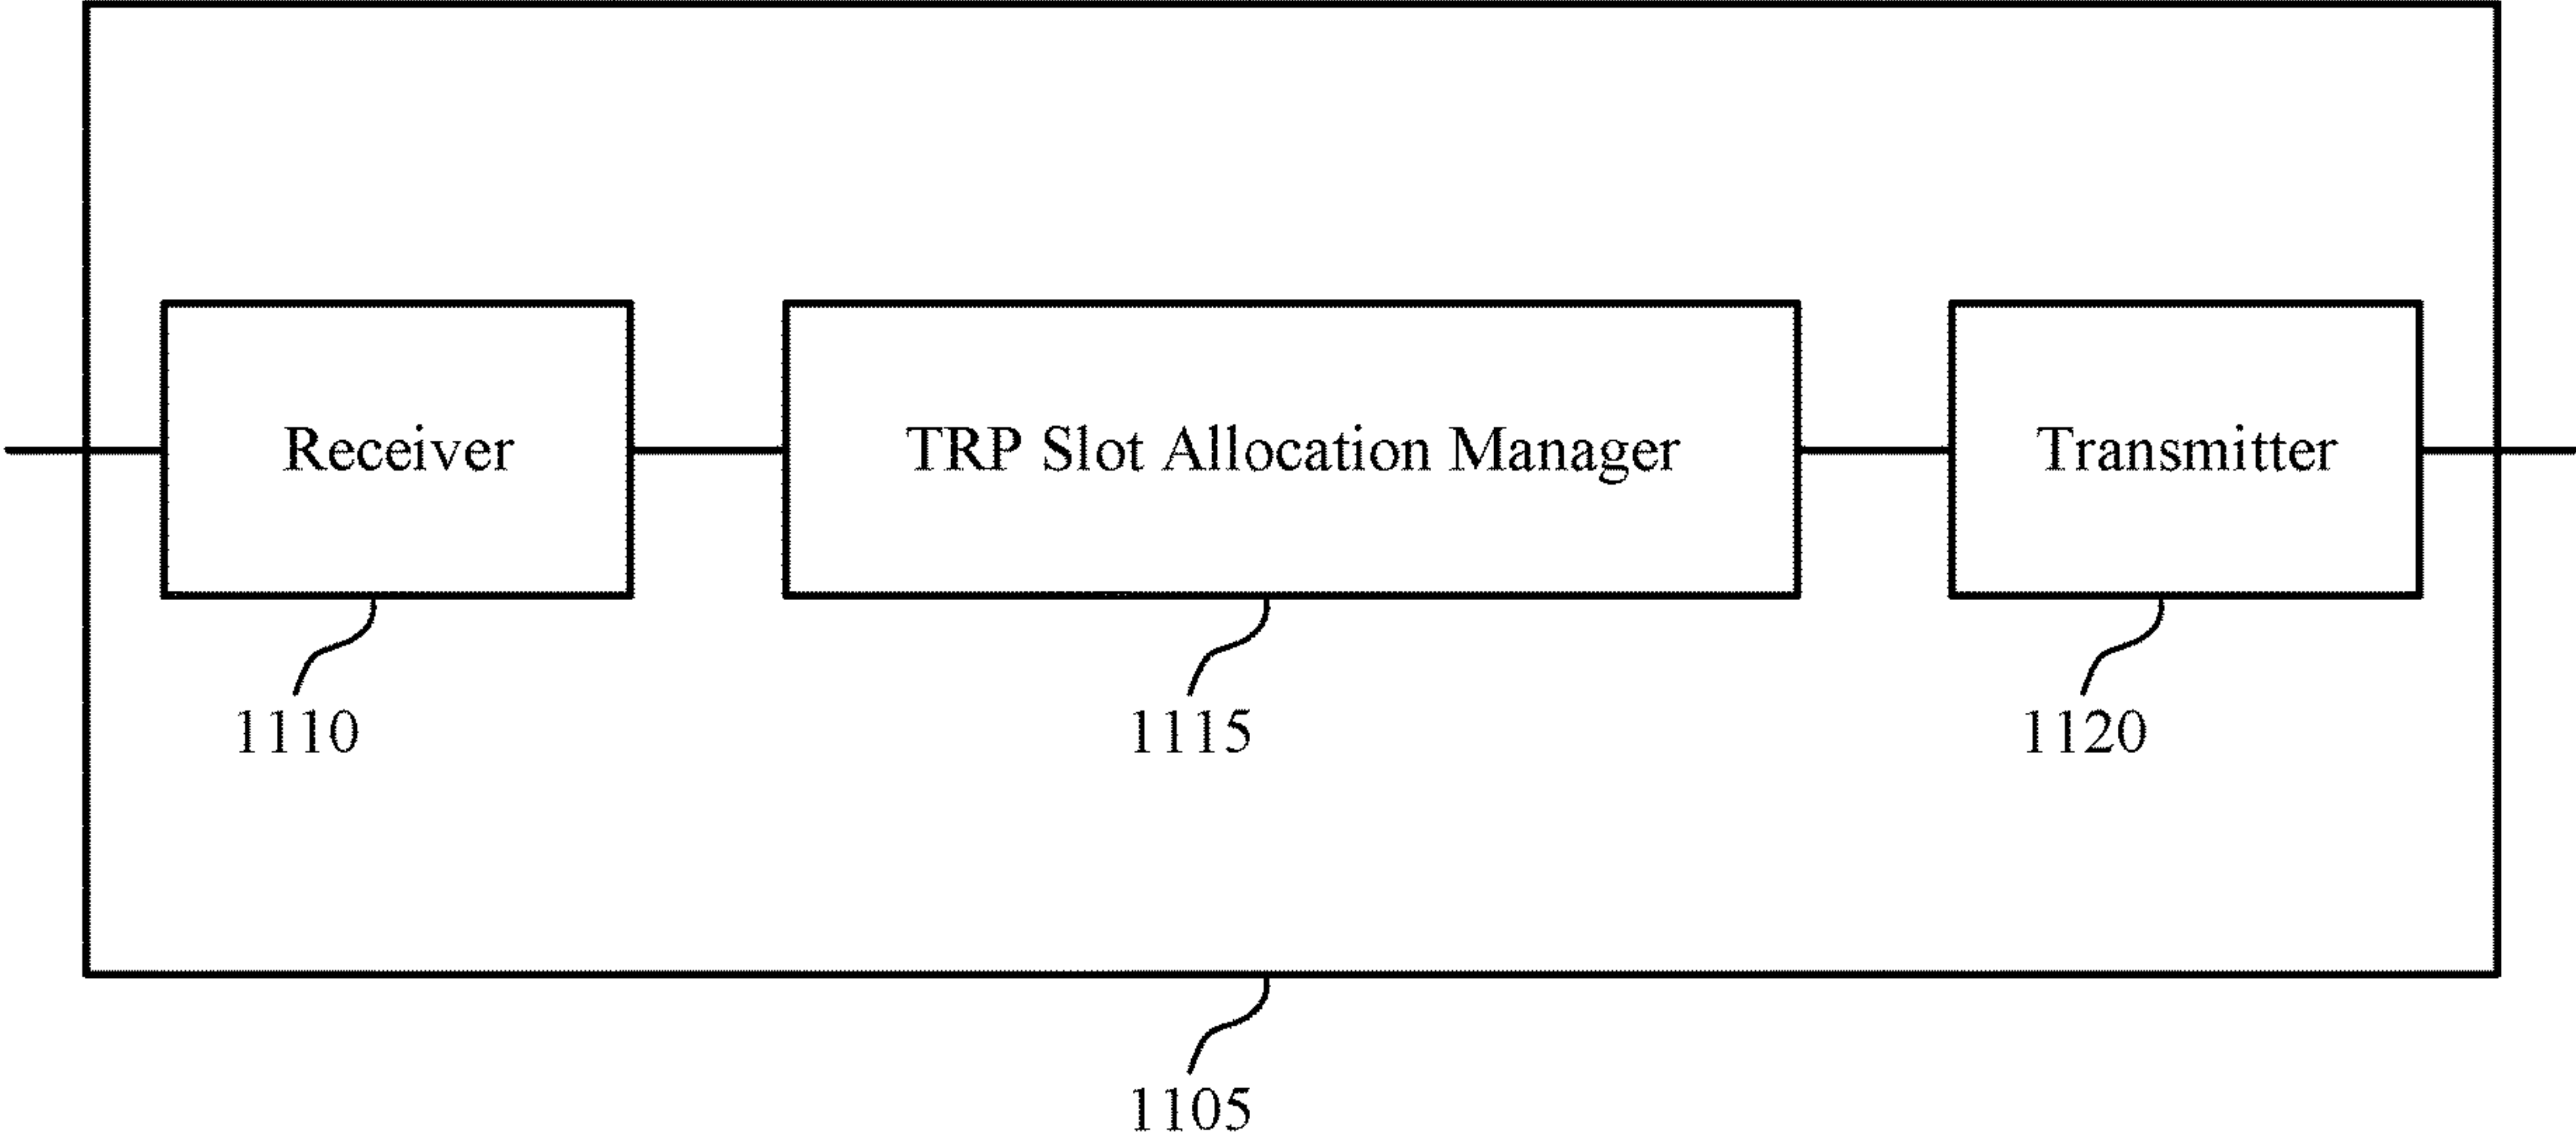 Receiver
TRP Slot Allocation Manager
Transmitter
1110
1115
1120
1105